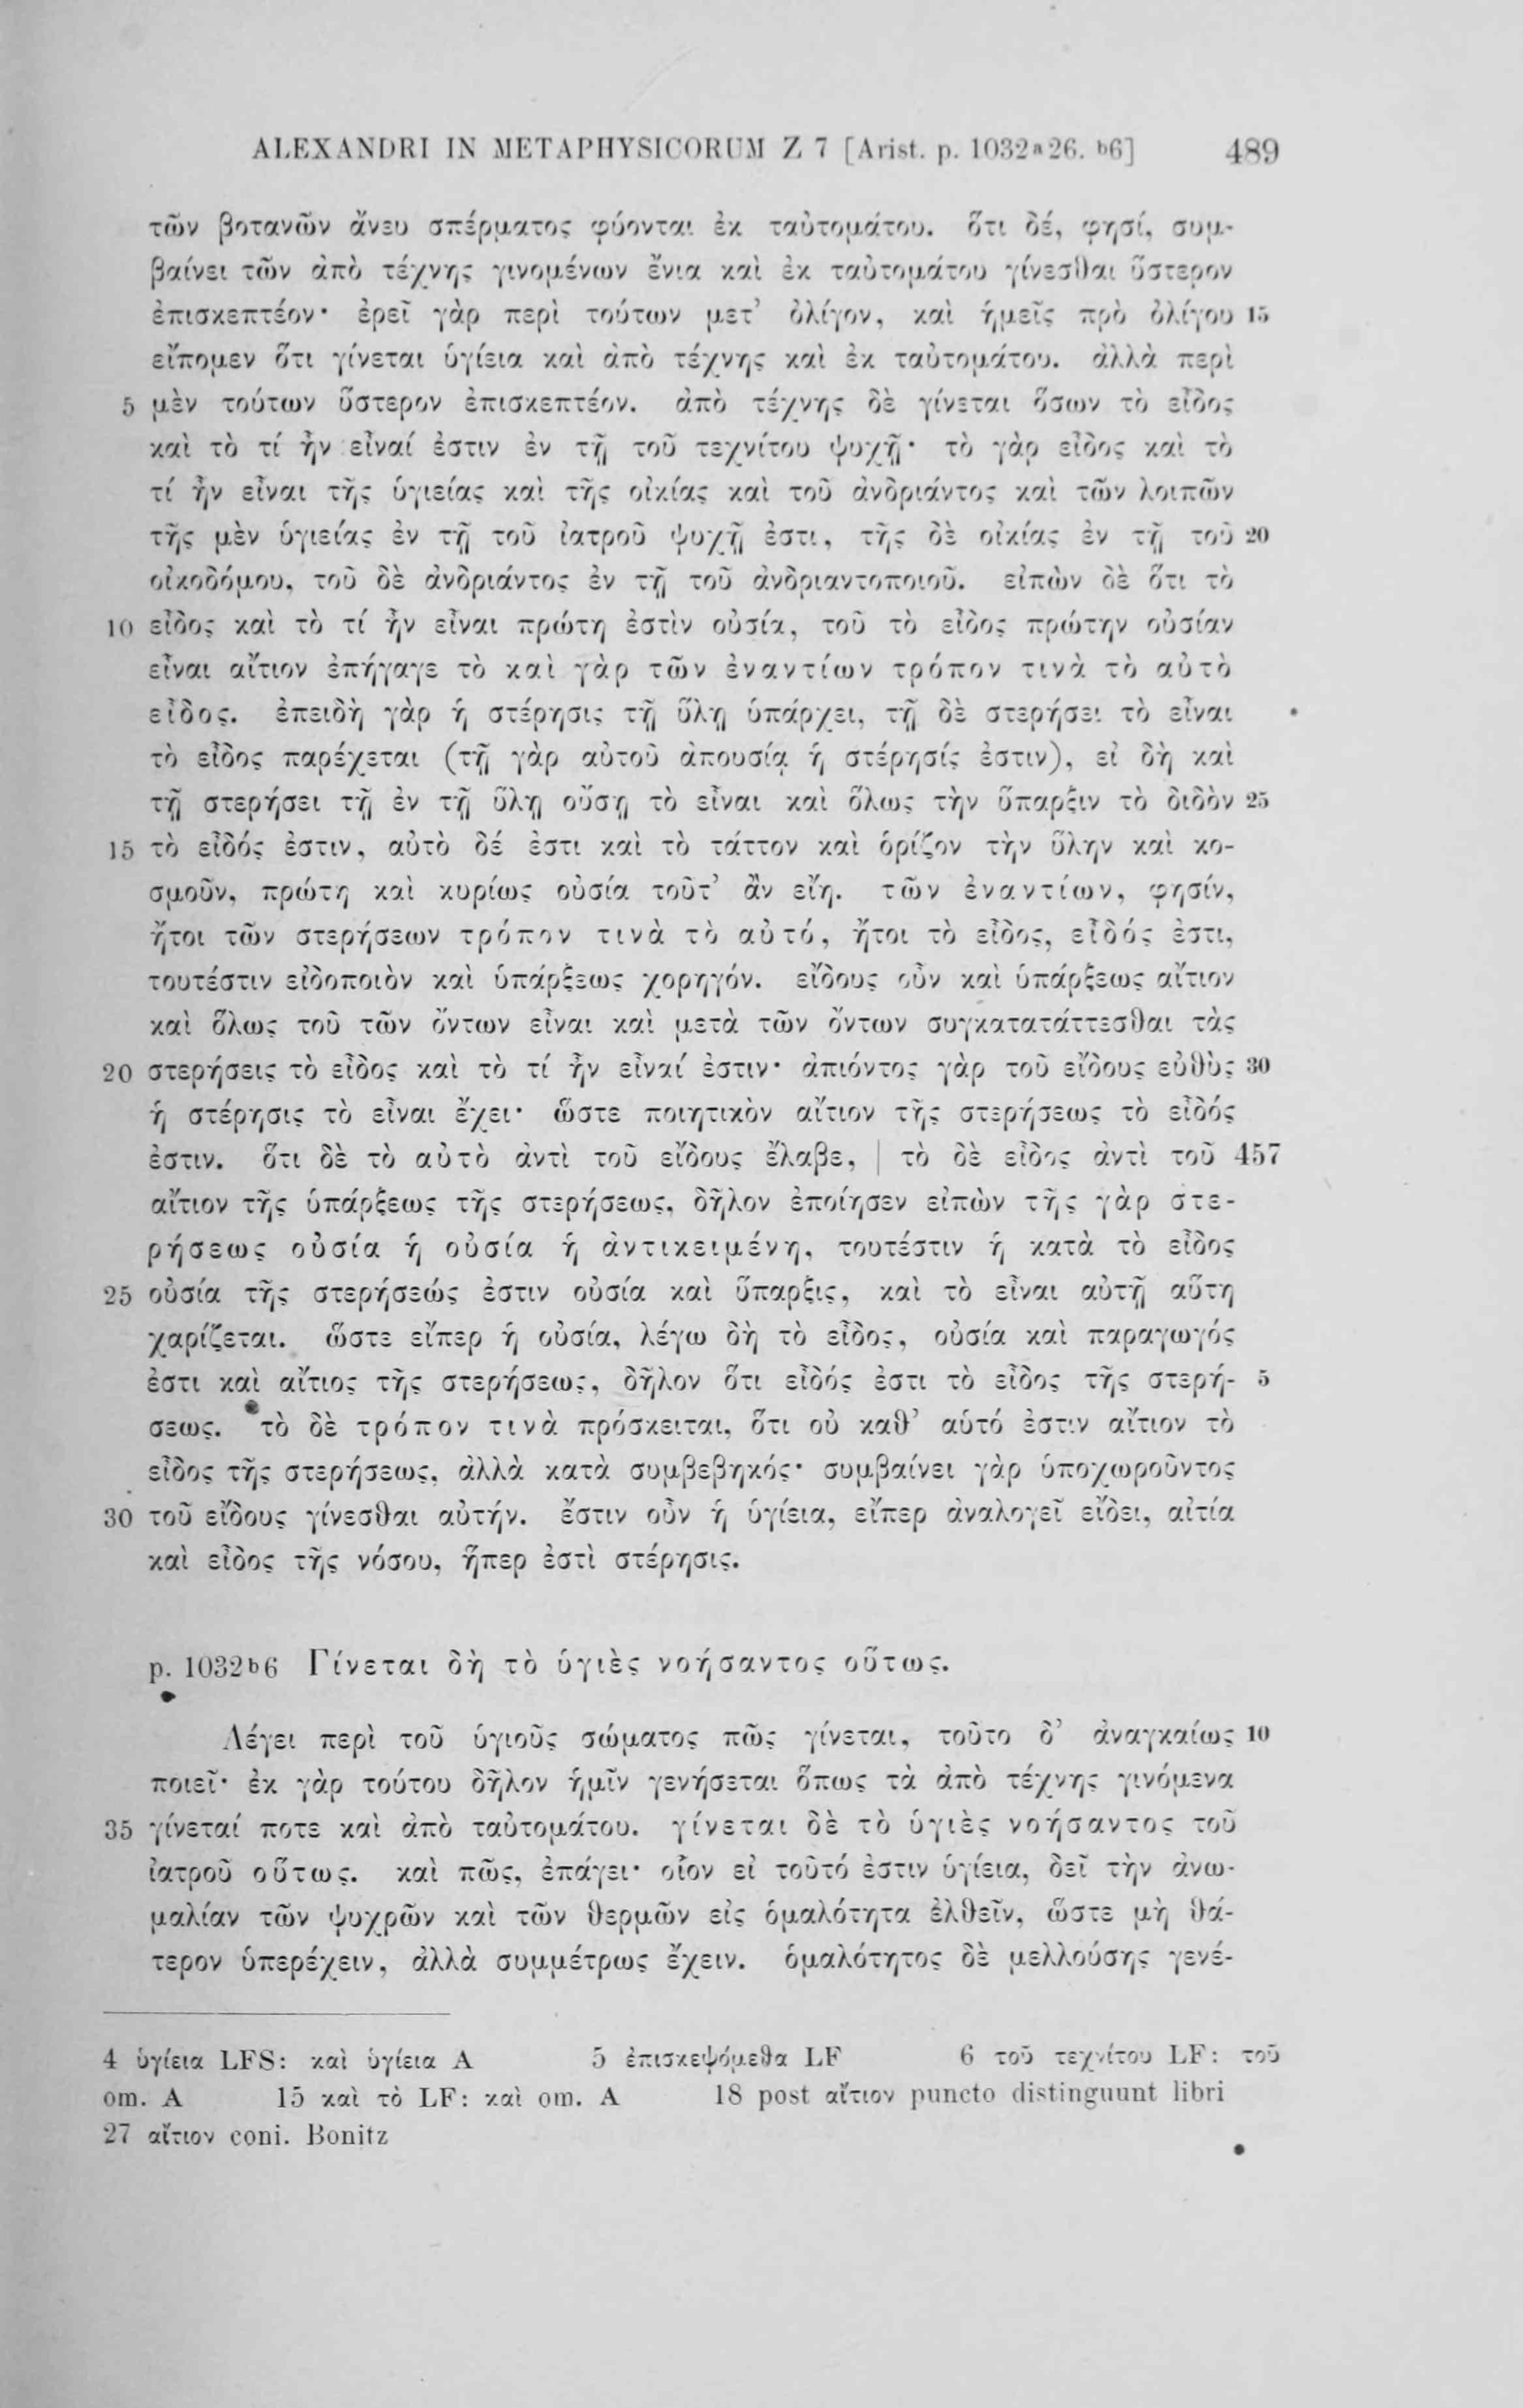 ALEXANDRI IN METAPHYSICORUM Z 7 [Arist. p. 1032a26. b6] 489
τῶν βοτανῶν ἄνευ σπέρματος φύονται ἐκ ταὐτομάτου. ὅτι δέ, φησί, συμ-
βαίνει τῶν ἀπὸ τέχνης γινομένων ἔνια καὶ ἐκ ταὐτομάτου γίνεσθαι ὕστερον
ἐπισκεπτέον· ἐρεῖ γὰρ περὶ τούτων μετ’ ὀλίγον, καὶ ἡμεῖς πρὸ ὀλίγου 15
εἴπομεν ὅτι γίνεται ὑγίεια καὶ ἀπὸ τέχνης καὶ ἐκ ταὐτομάτου. ἀλλὰ περὶ
5 μὲν τούτων ὕστερον ἐπισκεπτέον. ἀπὸ τέχνης δὲ γίνεται ὅσων τὸ εἶδος
καὶ τὸ τί ἦν εἶναί ἐστιν ἐν τῇ τοῦ τεχνίτου ψυχῇ· τὸ γὰρ εἶδος καὶ τὸ
τί ἦν εἶναι τῆς ὑγιείας καὶ τῆς οἰκίας καὶ τοῦ ἀνδριάντος καὶ τῶν λοιπῶν
τῆς μὲν ὑγιείας ἐν τῇ τοῦ ἰατροῦ ψυχῇ ἐστι, τῆς δὲ οἰκίας ἐν τῇ τοῦ 20
οἰκοδόμου, τοῦ δὲ ἀνδριάντος ἐν τῇ τοῦ ἀνδριαντοποιοῦ. εἰπὼν δὲ ὅτι τὸ
10 εἶδος καὶ τὸ τί ἦν εἶναι πρώτη ἐστὶν οὐσία, τοῦ τὸ εἶδος πρώτην οὐσίαν
εἶναι αἴτιον ἐπήγαγε τὸ καὶ γὰρ τῶν ἐναντίων τρόπον τινὰ τὸ αὐτὸ
εἶδος. ἐπειδὴ γὰρ ἡ στέρησις τῇ ὕλῃ ὑπάρχει, τῇ δὲ στερήσει τὸ εἶναι
τὸ εἶδος παρέχεται (τῇ γὰρ αὐτοῦ ἀπουσίᾳ ἡ στέρησίς ἐστιν), εἰ δὴ καὶ
τῇ στερήσει τῇ ἐν τῇ ὕλῃ οὔσῃ τὸ εἶναι καὶ ὅλως τὴν ὕπαρξιν τὸ διδὸν 25
15 τὸ εἶδός ἐστιν, αὐτὸ δέ ἐστι καὶ τὸ τάττον καὶ ὁρίζον τὴν ὕλην καὶ κο-
σμοῦν, πρώτη καὶ κυρίως οὐσία τοῦτ’ ἂν εἴη. τῶν ἐναντίων, φησίν,
ἤτοι τῶν στερήσεων τρόπον τινὰ τὸ αὐτό, ἤτοι τὸ εἶδος, εἶδός ἐστι,
τουτέστιν εἰδοποιὸν καὶ ὑπάρξεως χορηγόν. εἴδους οὖν καὶ ὑπάρξεως αἴτιον
καὶ ὅλως τοῦ τῶν ὄντων εἶναι καὶ μετὰ τῶν ὄντων συγκατατάττεσθαι τὰς
20 στερήσεις τὸ εἶδος καὶ τὸ τί ἦν εἶναί ἐστιν· ἀπιόντος γὰρ τοῦ εἴδους εὐθὺς 30
ἡ στέρησις τὸ εἶναι ἔχει· ὥστε ποιητικὸν αἴτιον τῆς στερήσεως τὸ εἶδός
ἐστιν. ὅτι δὲ τὸ αὐτὸ ἀντὶ τοῦ εἴδους ἔλαβε, | τὸ δὲ εἶδος ἀντὶ τοῦ 457
αἴτιον τῆς ὑπάρξεως τῆς στερήσεως, δῆλον ἐποίησεν εἰπὼν τῆς γὰρ στε-
ρήσεως οὐσία ἡ οὐσία ἡ ἀντικειμένη, τουτέστιν ἡ κατὰ τὸ εἶδος
25 οὐσία τῆς στερήσεώς ἐστιν οὐσία καὶ ὕπαρξις, καὶ τὸ εἶναι αὐτῇ αὕτη
χαρίζεται. ὥστε εἴπερ ἡ οὐσία, λέγω δὴ τὸ εἶδος, οὐσία καὶ παραγωγός
ἐστι καὶ αἴτιος τῆς στερήσεως, δῆλον ὅτι εἶδός ἐστι τὸ εἶδος τῆς στερή- 5
σεως. τὸ δὲ τρόπον τινὰ πρόσκειται, ὅτι οὐ καθ’ αὑτό ἐστιν αἴτιον τὸ
εἶδος τῆς στερήσεως, ἀλλὰ κατὰ συμβεβηκός· συμβαίνει γὰρ ὑποχωροῦντος
30 τοῦ εἴδους γίνεσθαι αὐτήν. ἔστιν οὖν ἡ ὑγίεια, εἴπερ ἀναλογεῖ εἴδει, αἰτία
καὶ εἶδος τῆς νόσου, ἥπερ ἐστὶ στέρησις.
p. 1032b6 Γίνεται δὴ τὸ ὑγιὲς νοήσαντος οὕτως.
Λέγει περὶ τοῦ ὑγιοῦς σώματος πῶς γίνεται, τοῦτο δ’ ἀναγκαίως 10
ποιεῖ· ἐκ γὰρ τούτου δῆλον ἡμῖν γενήσεται ὅπως τὰ ἀπὸ τέχνης γινόμενα
35 γίνεταί ποτε καὶ ἀπὸ ταὐτομάτου. γίνεται δὲ τὸ ὑγιὲς νοήσαντος τοῦ
ἰατροῦ οὕτως. καὶ πῶς, ἐπάγει· οἷον εἰ τοῦτό ἐστιν ὑγίεια, δεῖ τὴν ἀνω-
μαλίαν τῶν ψυχρῶν καὶ τῶν θερμῶν εἰς ὁμαλότητα ἐλθεῖν, ὥστε μὴ θά-
τερον ὑπερέχειν, ἀλλὰ συμμέτρως ἔχειν. ὁμαλότητος δὲ μελλούσης γενέ-
4 ὑγίεια LFS: καὶ ὑγίεια A 5 ἐπισκεψόμεθα LF 6 τοῦ τεχνίτου LF: τοῦ
om. A 15 καὶ τὸ LF: καὶ om. A 18 post αἴτιον puncto distinguunt libri
27 αἴτιον coni. Bonitz